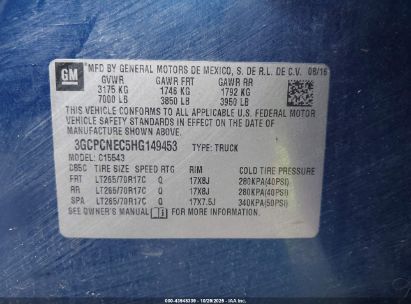 GM MFD BY GENERAL MOTORS DE MEXICO, S. DE R.L. DE C.V. 08/16
GVWR GAWR FRT GAWR RR
3175 KG 1746 KG 1792 KG
7000 LB 3850 LB 3950 LB
THIS VEHICLE CONFORMS TO ALL APPLICABLE U.S. FEDERAL MOTOR
VEHICLE SAFETY STANDARDS IN EFFECT ON THE DATE OF
MANUFACTURE SHOWN ABOVE.
3GCPCNEC5HG149453 TYPE: TRUCK
MODEL: C15543
C85C TIRE SIZE SPEED RTG RIM COLD TIRE PRESSURE
FRT LT265/70R17C Q 17X8J 280KPA(40PSI)
RR LT265/70R17C Q 17X8J 280KPA(40PSI)
SPA LT265/70R17C Q 17X7.5J 340KPA(50PSI)
SEE OWNER'S MANUAL FOR MORE INFORMATION.